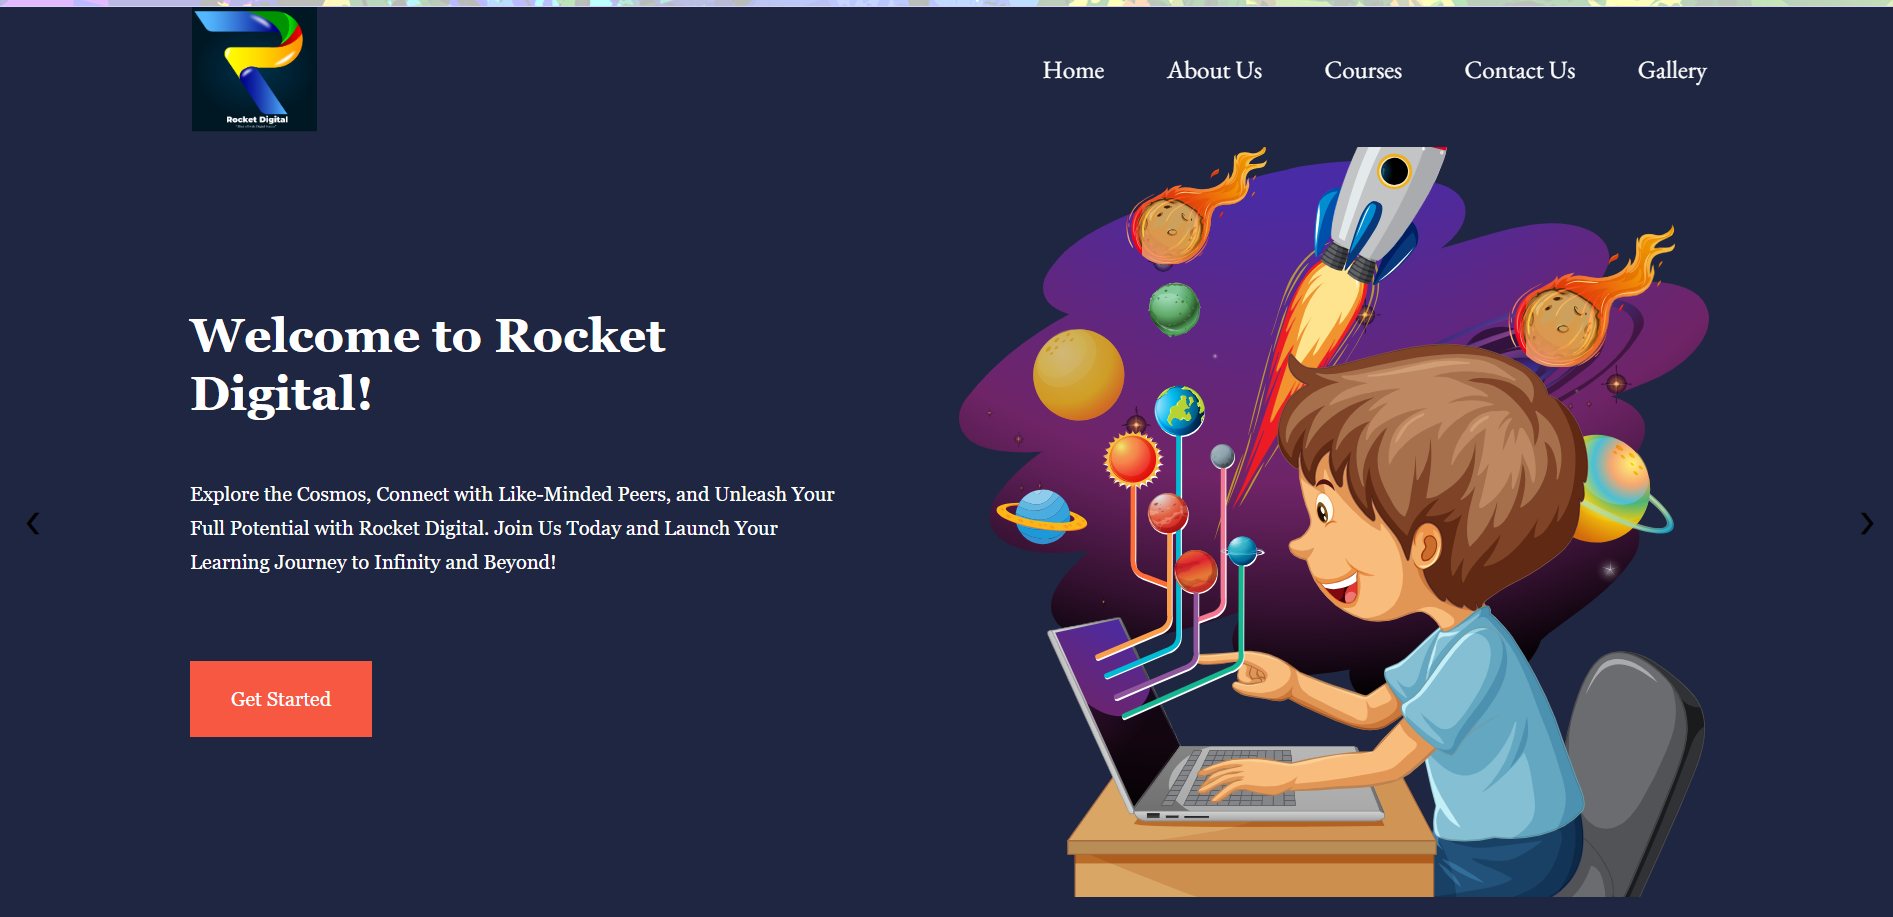 Rocket Digital
Home About Us Courses Contact Us Gallery
Welcome to Rocket
Digital!
Explore the Cosmos, Connect with Like-Minded Peers, and Unleash Your
Full Potential with Rocket Digital. Join Us Today and Launch Your
Learning Journey to Infinity and Beyond!
Get Started